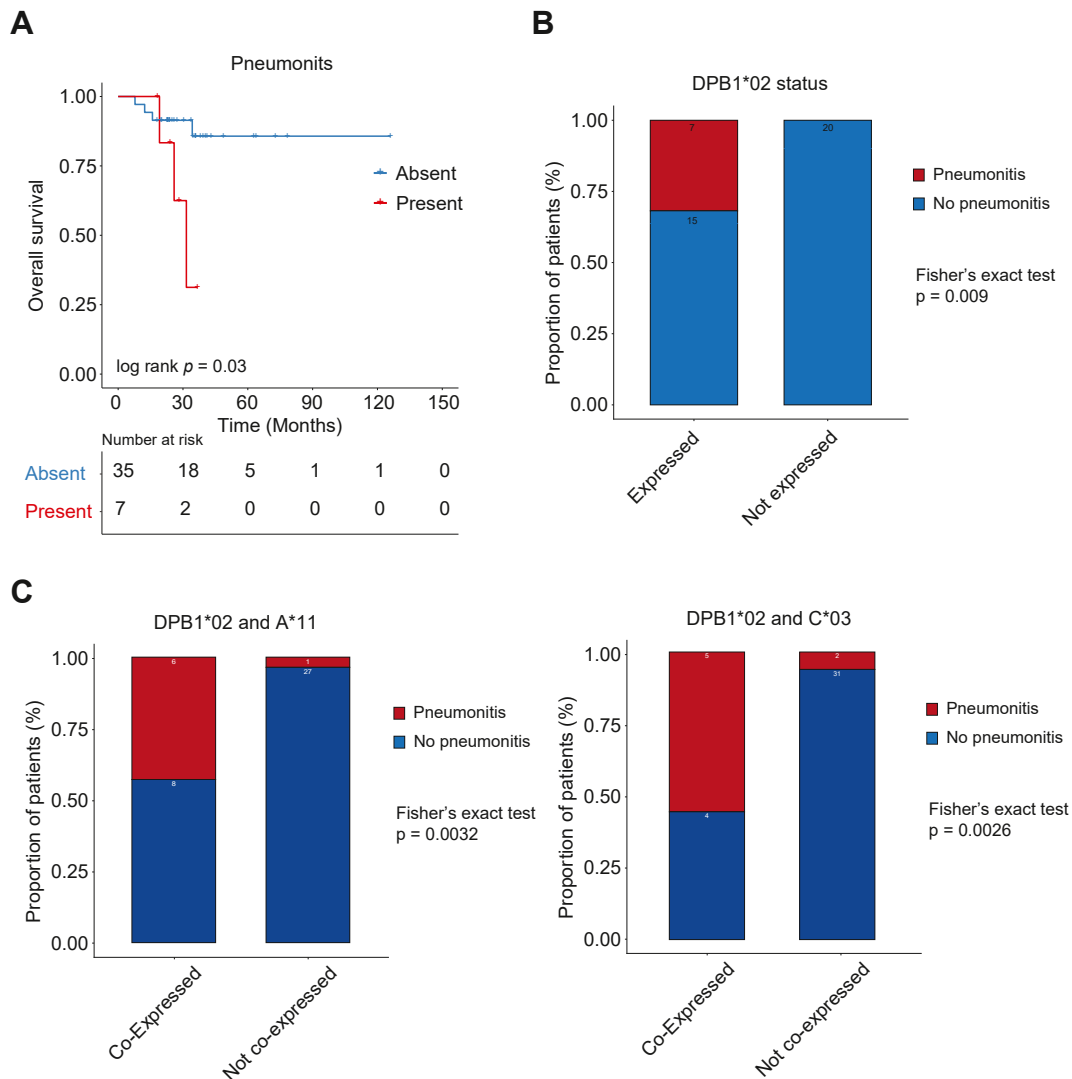 A
Pneumonits
1.00
0.75
0.50
0.25
0.00
Overall survival
Absent
Present
log rank p = 0.03
0 30 60 90 120 150
Time (Months)
Number at risk
Absent 35 18 5 1 1 0
Present 7 2 0 0 0 0
B
DPB1*02 status
1.00
0.75
0.50
0.25
0.00
Proportion of patients (%)
7
15
20
Pneumonitis
No pneumonitis
Fisher's exact test
p = 0.009
Expressed
Not expressed
C
DPB1*02 and A*11
1.00
0.75
0.50
0.25
0.00
Proportion of patients (%)
6
8
1
27
Pneumonitis
No pneumonitis
Fisher's exact test
p = 0.0032
Co-Expressed
Not co-expressed
DPB1*02 and C*03
1.00
0.75
0.50
0.25
0.00
Proportion of patients (%)
5
4
2
31
Pneumonitis
No pneumonitis
Fisher's exact test
p = 0.0026
Co-Expressed
Not co-expressed